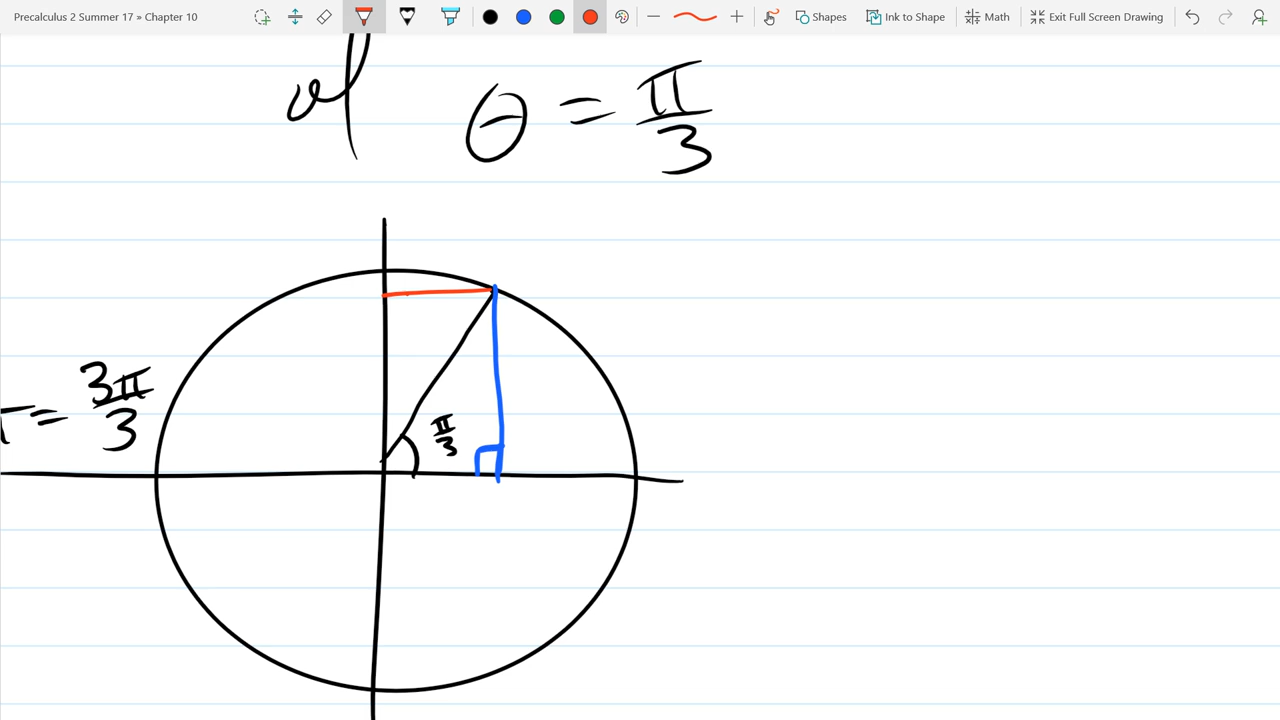 Precalculus 2 Summer 17 » Chapter 10 Shapes Ink to Shape Math Exit Full Screen Drawing
θ = π/3
= 3π/3
π/3